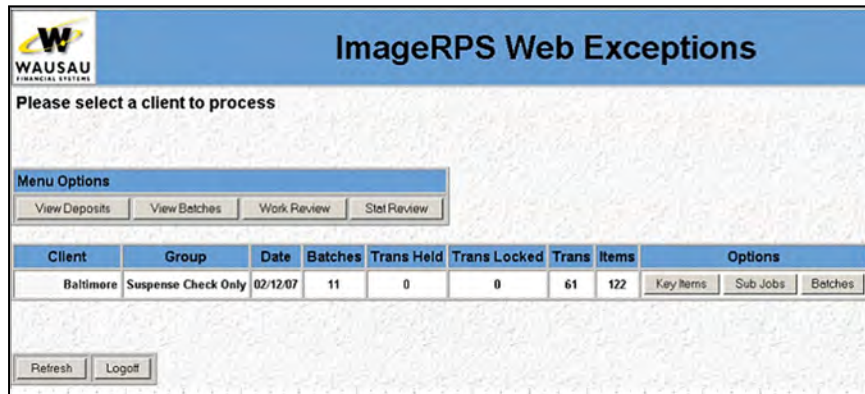 WAUSAU
FINANCIAL SYSTEMS
ImageRPS Web Exceptions
Please select a client to process
Menu Options
View Deposits View Batches Work Review Stat Review
Client Group Date Batches Trans Held Trans Locked Trans Items Options
Baltimore Suspense Check Only 02/12/07 11 0 0 61 122 Key Items Sub Jobs Batches
Refresh Logoff